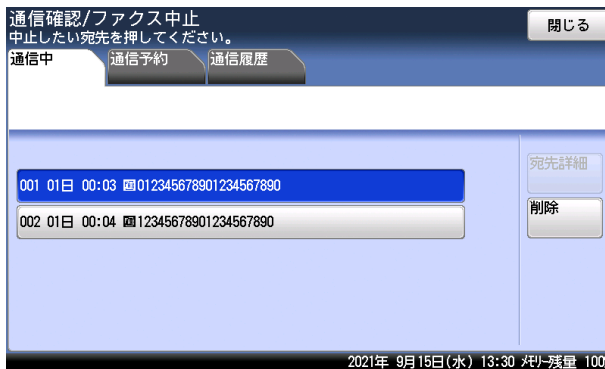 通信確認/ファクス中止
中止したい宛先を押してください。
閉じる
通信中 通信予約 通信履歴
宛先詳細
001 01日 00:03 012345678901234567890
002 01日 00:04 12345678901234567890
削除
2021年 9月15日(水) 13:30 ﾒﾓﾘｰ残量 100